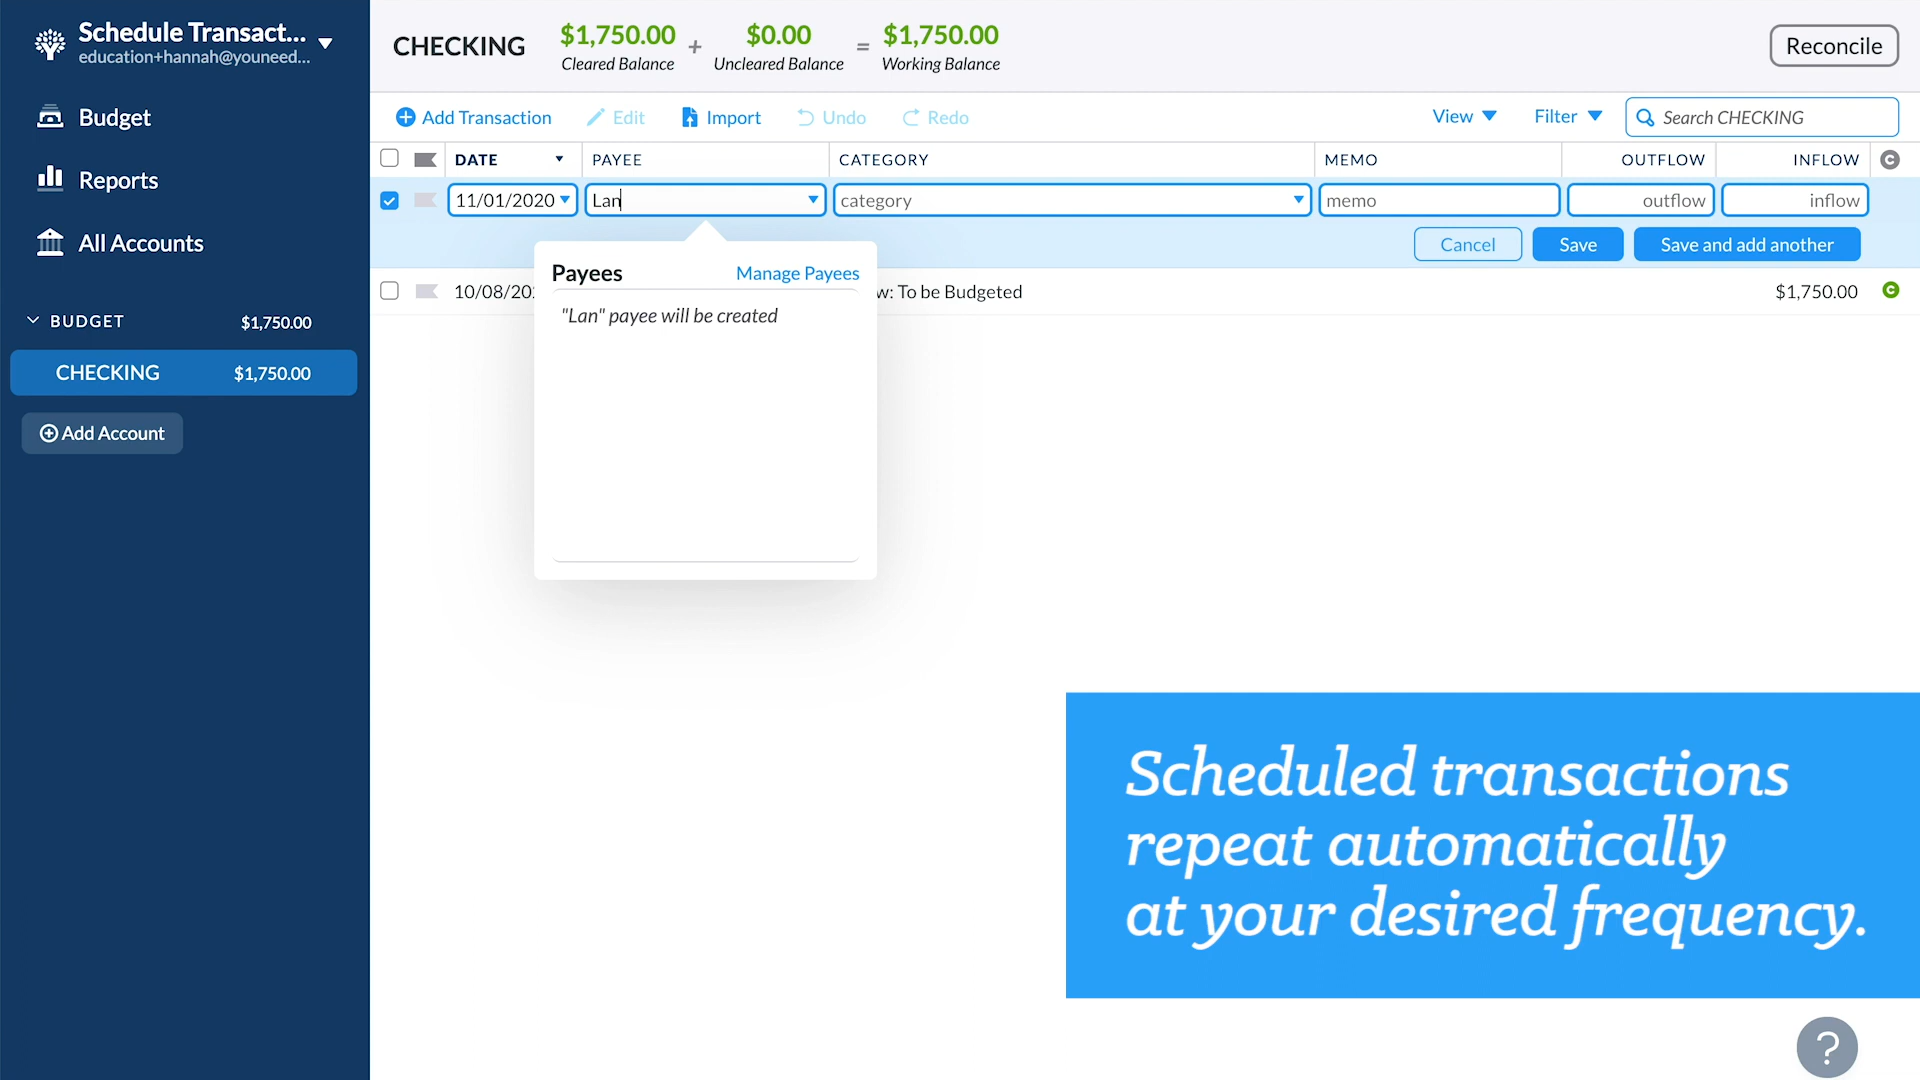 Schedule Transact...
education+hannah@youneed...
Budget
Reports
All Accounts
BUDGET $1,750.00
CHECKING $1,750.00
Add Account
CHECKING
$1,750.00 + $0.00 = $1,750.00
Cleared Balance Uncleared Balance Working Balance
Reconcile
Add Transaction Edit Import Undo Redo
View Filter Search CHECKING
DATE PAYEE CATEGORY MEMO OUTFLOW INFLOW C
11/01/2020 Lan category memo outflow inflow
Cancel Save Save and add another
Payees Manage Payees
"Lan" payee will be created
10/08/20 w: To be Budgeted $1,750.00 C
Scheduled transactions
repeat automatically
at your desired frequency.
?